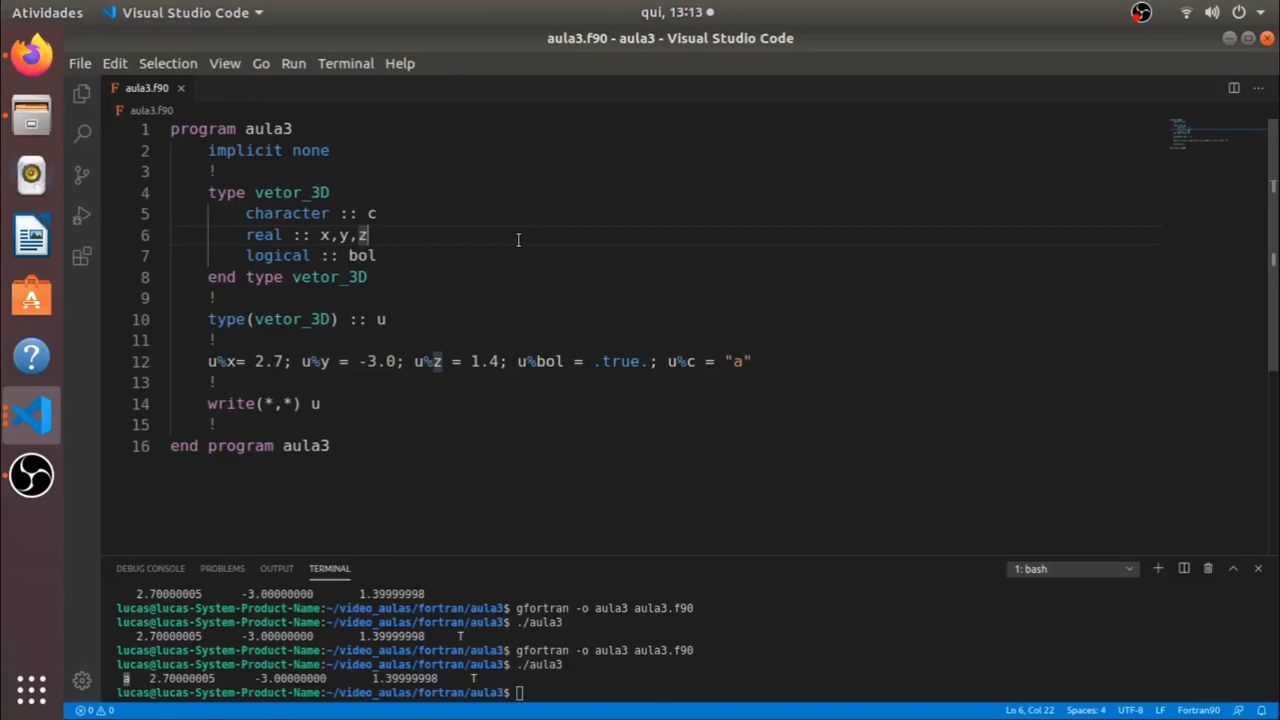 Atividades Visual Studio Code qui, 13:13
aula3.f90 - aula3 - Visual Studio Code
File Edit Selection View Go Run Terminal Help
F aula3.f90
F aula3.f90
1 program aula3
2 implicit none
3 !
4 type vetor_3D
5 character :: c
6 real :: x,y,z
7 logical :: bol
8 end type vetor_3D
9 !
10 type(vetor_3D) :: u
11 !
12 u%x= 2.7; u%y = -3.0; u%z = 1.4; u%bol = .true.; u%c = "a"
13 !
14 write(*,*) u
15 !
16 end program aula3
DEBUG CONSOLE PROBLEMS OUTPUT TERMINAL 1: bash
2.70000005 -3.00000000 1.39999998
lucas@lucas-System-Product-Name:~/video_aulas/fortran/aula3$ gfortran -o aula3 aula3.f90
lucas@lucas-System-Product-Name:~/video_aulas/fortran/aula3$ ./aula3
2.70000005 -3.00000000 1.39999998 T
lucas@lucas-System-Product-Name:~/video_aulas/fortran/aula3$ gfortran -o aula3 aula3.f90
lucas@lucas-System-Product-Name:~/video_aulas/fortran/aula3$ ./aula3
a 2.70000005 -3.00000000 1.39999998 T
lucas@lucas-System-Product-Name:~/video_aulas/fortran/aula3$
0 0 Ln 6, Col 22 Spaces: 4 UTF-8 LF Fortran90